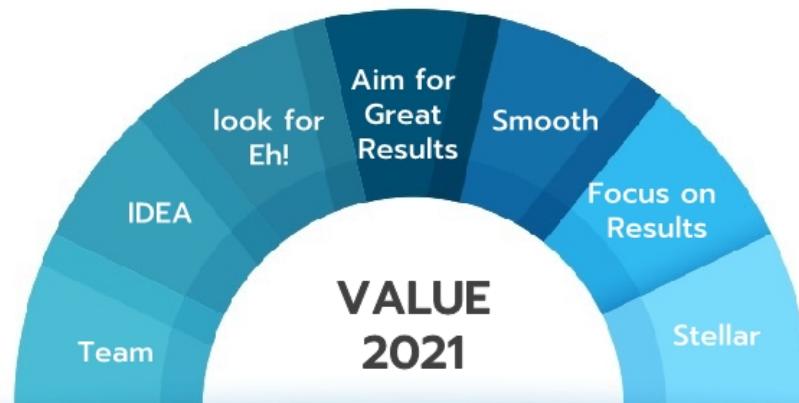 Team
IDEA
look for
Eh!
Aim for
Great
Results
Smooth
Focus on
Results
Stellar
VALUE
2021